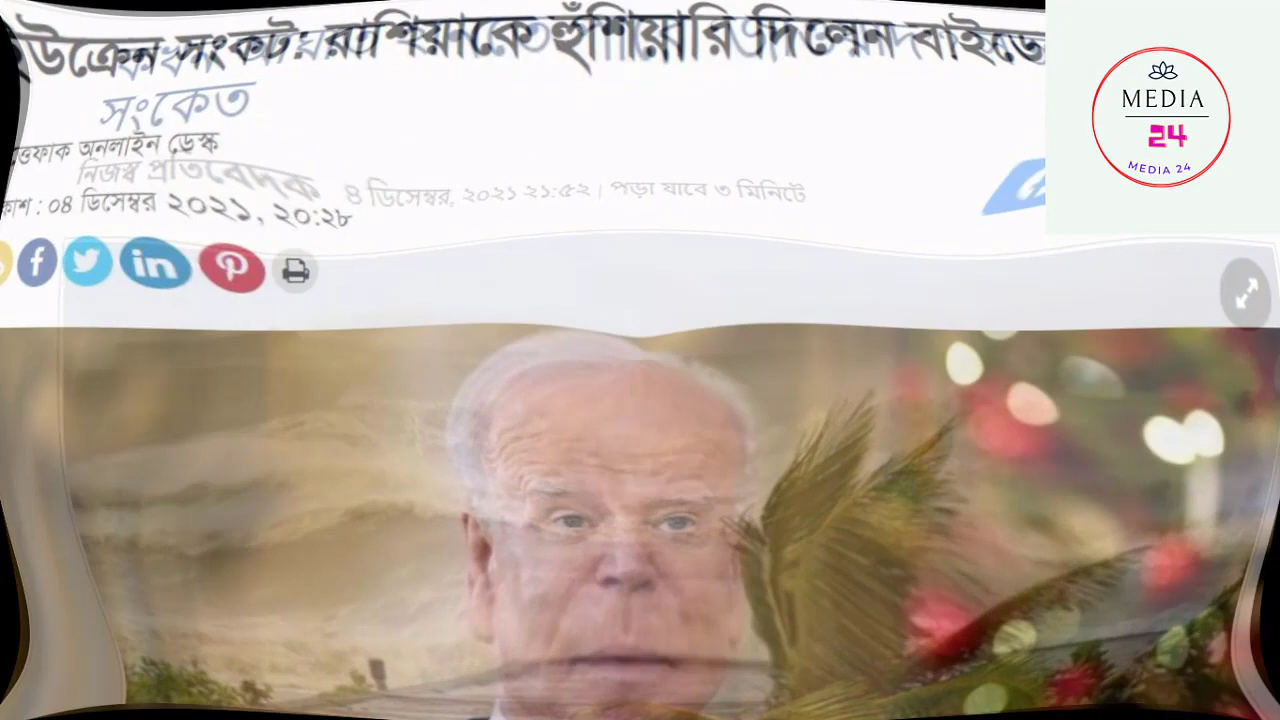 ইউক্রেন সংকট: রাশিয়াকে হুঁশিয়ারি দিলেন বাইডে
সংকেত
ত্তেফাক অনলাইন ডেস্ক
নিজস্ব প্রতিবেদক
কাশ : ০৪ ডিসেম্বর ২০২১, ২০:২৮
৪ ডিসেম্বর, ২০২১ ২১:৫২ | পড়া যাবে ৩ মিনিটে
MEDIA
24
MEDIA 24